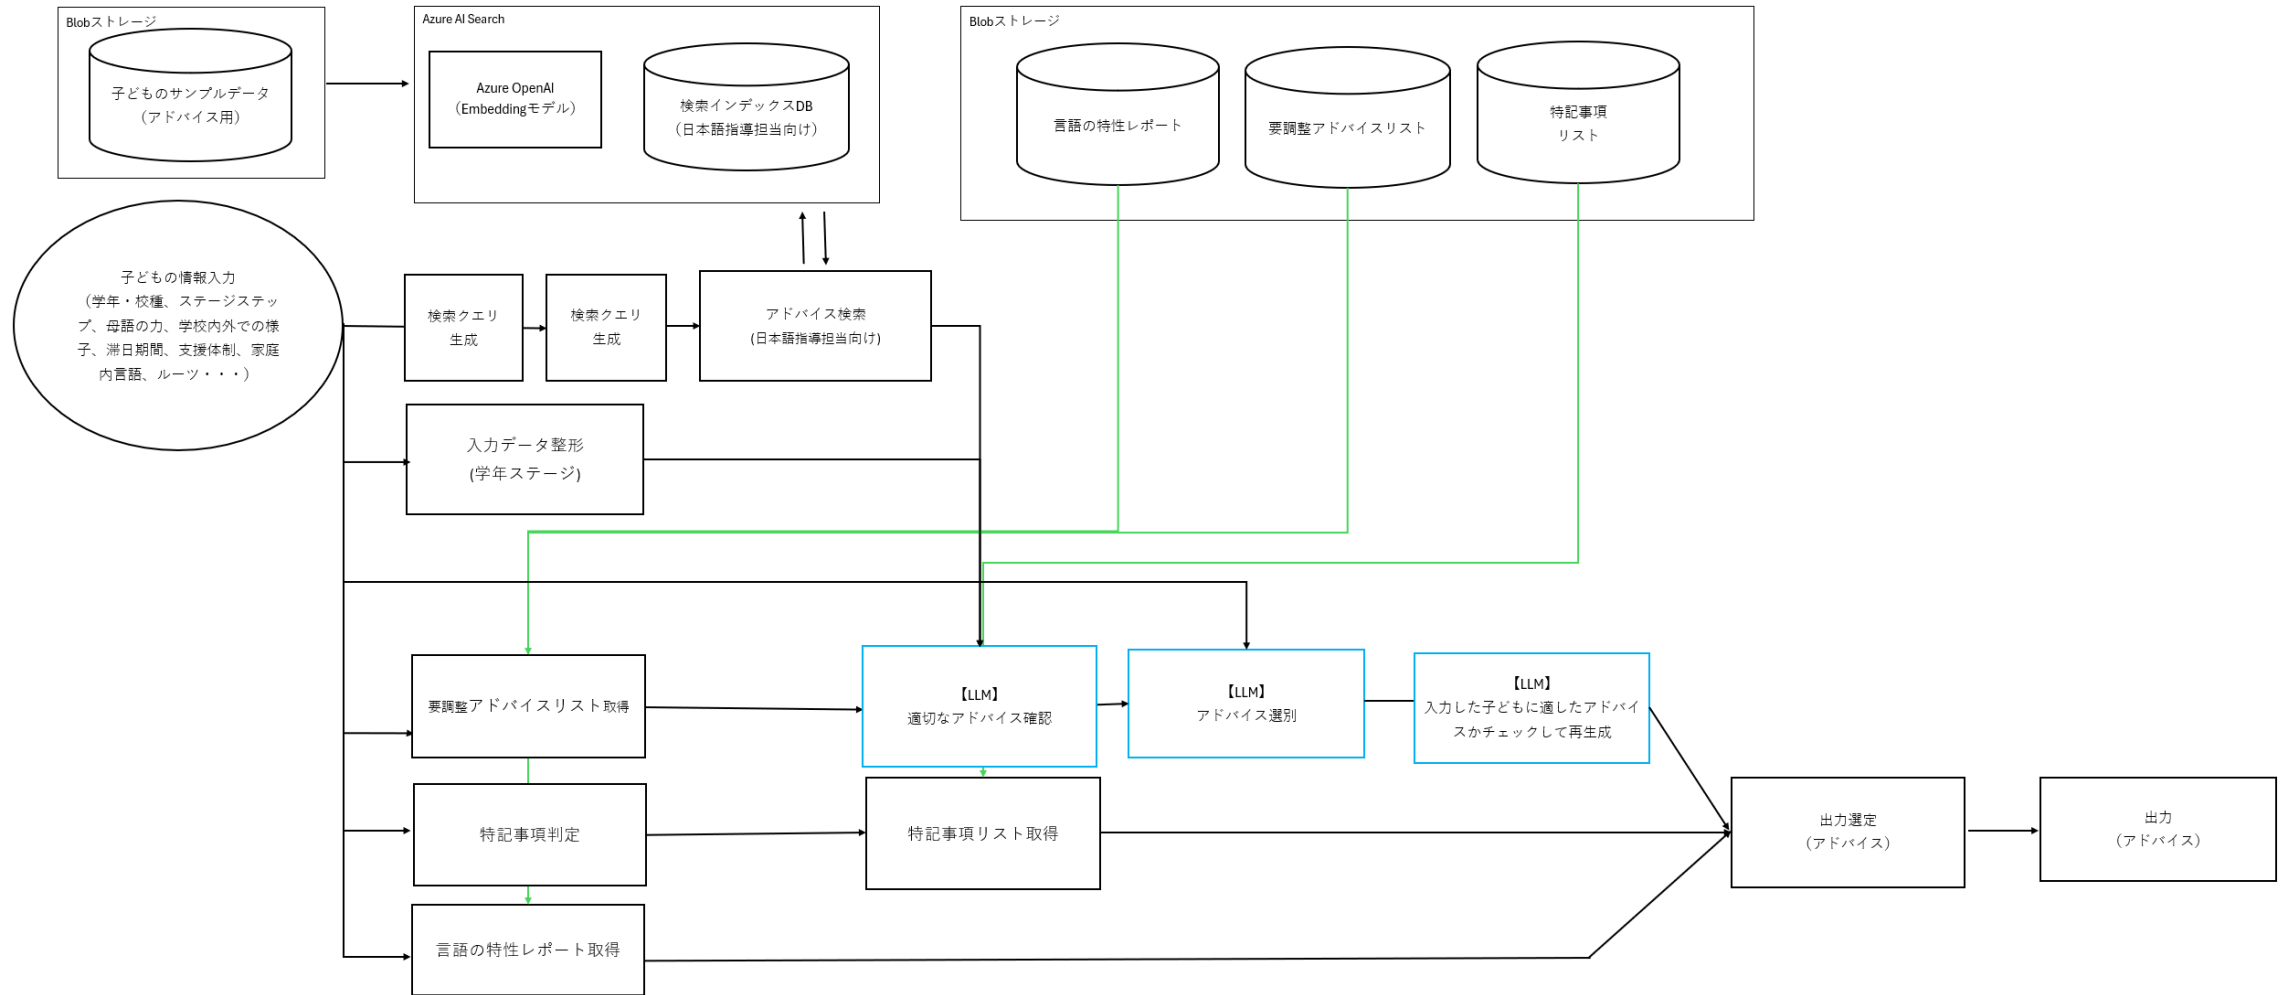 Blobストレージ
子どものサンプルデータ
（アドバイス用）
Azure AI Search
Azure OpenAI
（Embeddingモデル）
検索インデックスDB
（日本語指導担当向け）
Blobストレージ
言語の特性レポート
要調整アドバイスリスト
特記事項
リスト
子どもの情報入力
（学年・校種、ステージステッ
プ、母語の力、学校内外での様
子、滞日期間、支援体制、家庭
内言語、ルーツ・・・）
検索クエリ
生成
検索クエリ
生成
アドバイス検索
(日本語指導担当向け)
入力データ整形
(学年ステージ)
要調整アドバイスリスト取得
【LLM】
適切なアドバイス確認
【LLM】
アドバイス選別
【LLM】
入力した子どもに適したアドバイ
スかチェックして再生成
特記事項判定
特記事項リスト取得
出力選定
（アドバイス）
出力
（アドバイス）
言語の特性レポート取得